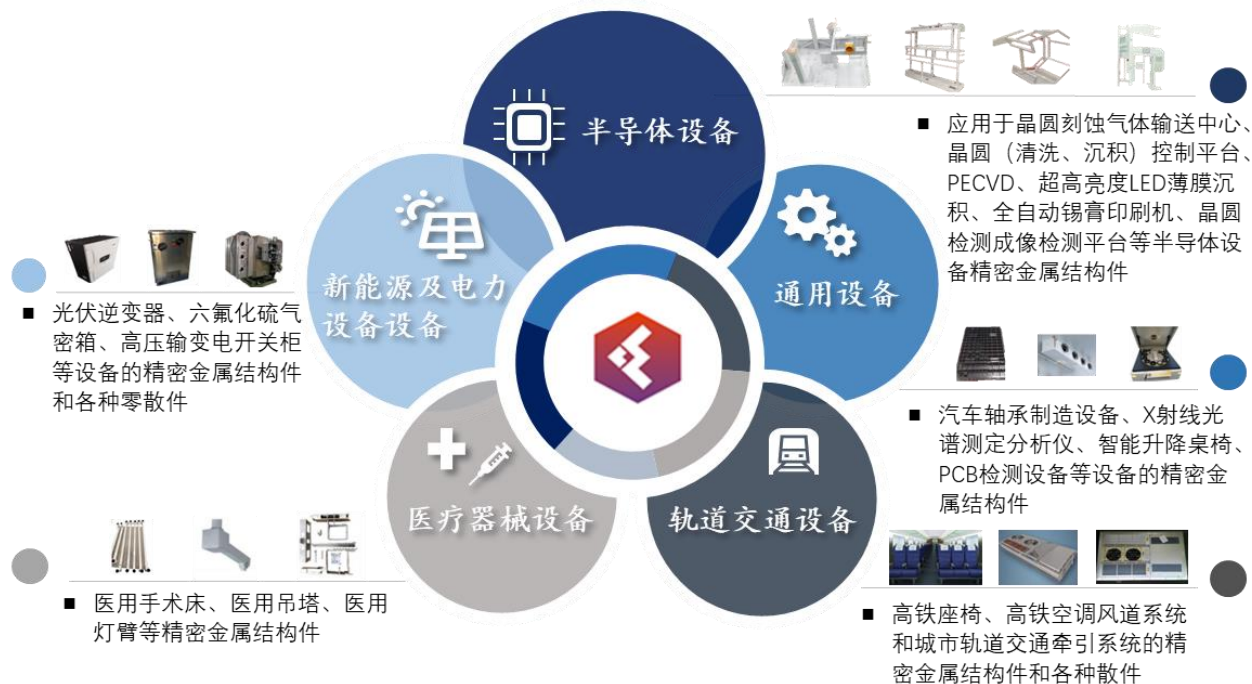 半导体设备
■ 应用于晶圆刻蚀气体输送中心、
晶圆（清洗、沉积）控制平台、
PECVD、超高亮度LED薄膜沉
积、全自动锡膏印刷机、晶圆
检测成像检测平台等半导体设
备精密金属结构件
新能源及电力
设备设备
■ 光伏逆变器、六氟化硫气
密箱、高压输变电开关柜
等设备的精密金属结构件
和各种零散件
通用设备
■ 汽车轴承制造设备、X射线光
谱测定分析仪、智能升降桌椅、
PCB检测设备等设备的精密金
属结构件
医疗器械设备
■ 医用手术床、医用吊塔、医用
灯臂等精密金属结构件
轨道交通设备
■ 高铁座椅、高铁空调风道系统
和城市轨道交通牵引系统的精
密金属结构件和各种散件